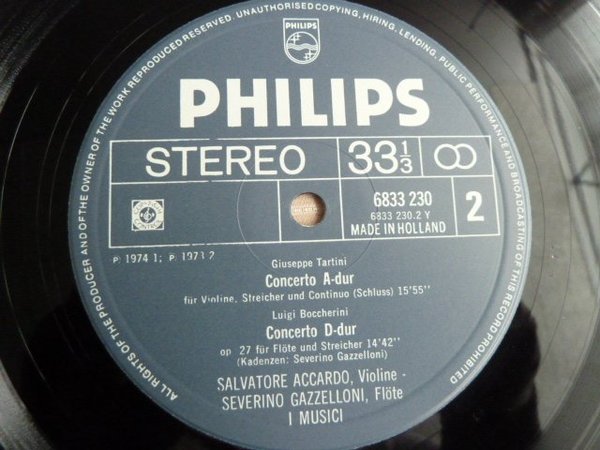 ALL RIGHTS OF THE PRODUCER AND OF THE OWNER OF THE WORK REPRODUCED RESERVED. UNAUTHORISED COPYING, HIRING, LENDING, PUBLIC PERFORMANCE AND BROADCASTING OF THIS RECORD PROHIBITED
PHILIPS
PHILIPS
STEREO 33 1/3
6833 230
6833 230.2 Y
MADE IN HOLLAND
2
P 1974 1; P 1973 2
Giuseppe Tartini
Concerto A-dur
für Violine, Streicher und Continuo (Schluss) 15'55"
Luigi Boccherini
Concerto D-dur
op 27 für Flöte und Streicher 14'42''
(Kadenzen: Severino Gazzelloni)
SALVATORE ACCARDO, Violine -
SEVERINO GAZZELLONI, Flöte
I MUSICI